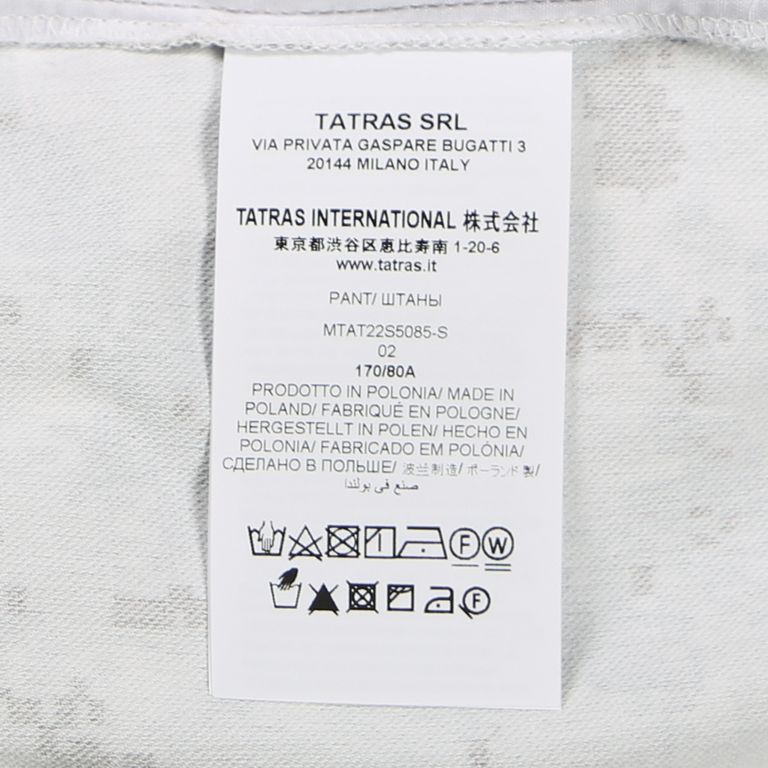 TATRAS SRL
VIA PRIVATA GASPARE BUGATTI 3
20144 MILANO ITALY
TATRAS INTERNATIONAL 株式会社
東京都渋谷区恵比寿南 1-20-6
www.tatras.it
PANT/ ШТАНЫ
MTAT22S5085-S
02
170/80A
PRODOTTO IN POLONIA/ MADE IN
POLAND/ FABRIQUÉ EN POLOGNE/
HERGESTELLT IN POLEN/ HECHO EN
POLONIA/ FABRICADO EM POLÓNIA/
СДЕЛАНО В ПОЛЬШЕ/ 波兰制造/ ポーランド製/
صنع في بولندا
F W
F